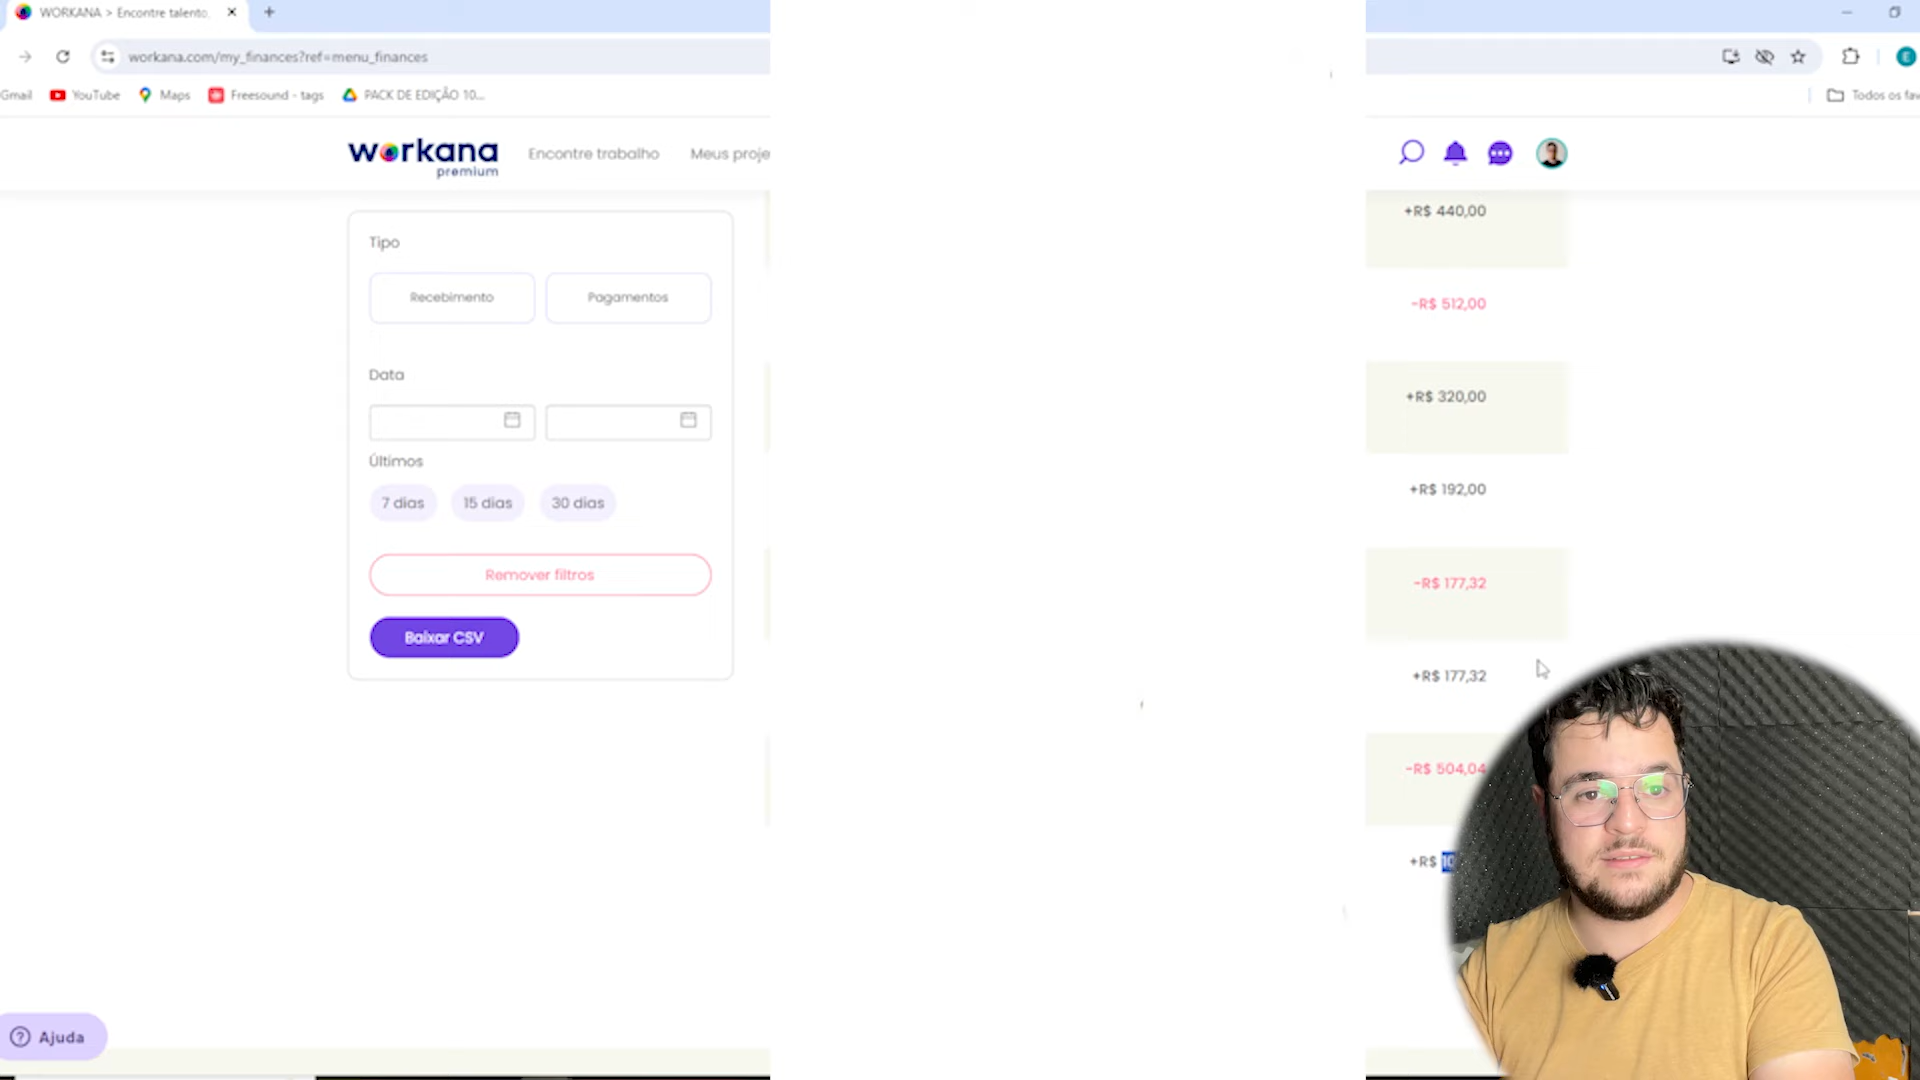 WORKANA > Encontre talento,
workana.com/my_finances?ref=menu_finances
Gmail YouTube Maps Freesound - tags PACK DE EDIÇÃO 10... Todos os fav
E
workana
premium
Encontre trabalho Meus proje
Tipo
Recebimento Pagamentos
Data
Últimos
7 dias 15 dias 30 dias
Remover filtros
Baixar CSV
+R$ 440,00
-R$ 512,00
+R$ 320,00
+R$ 192,00
-R$ 177,32
+R$ 177,32
-R$ 504,04
+R$ 10
Ajuda